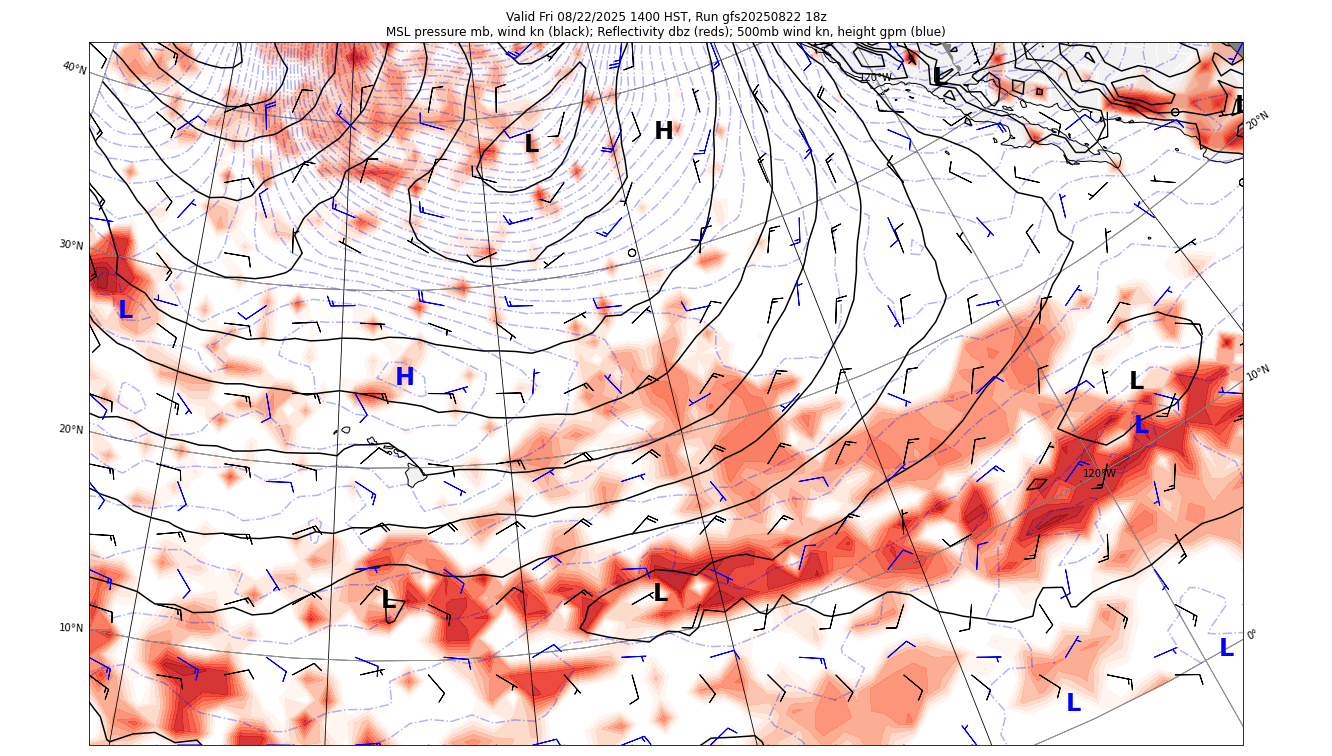 Valid Fri 08/22/2025 1400 HST, Run gfs20250822 18z
MSL pressure mb, wind kn (black); Reflectivity dbz (reds); 500mb wind kn, height gpm (blue)
40°N
120°W
L
L
20°N
L
H
30°N
L
H
10°N
L
L
20°N
120°W
L
L
10°N
0°
L
L